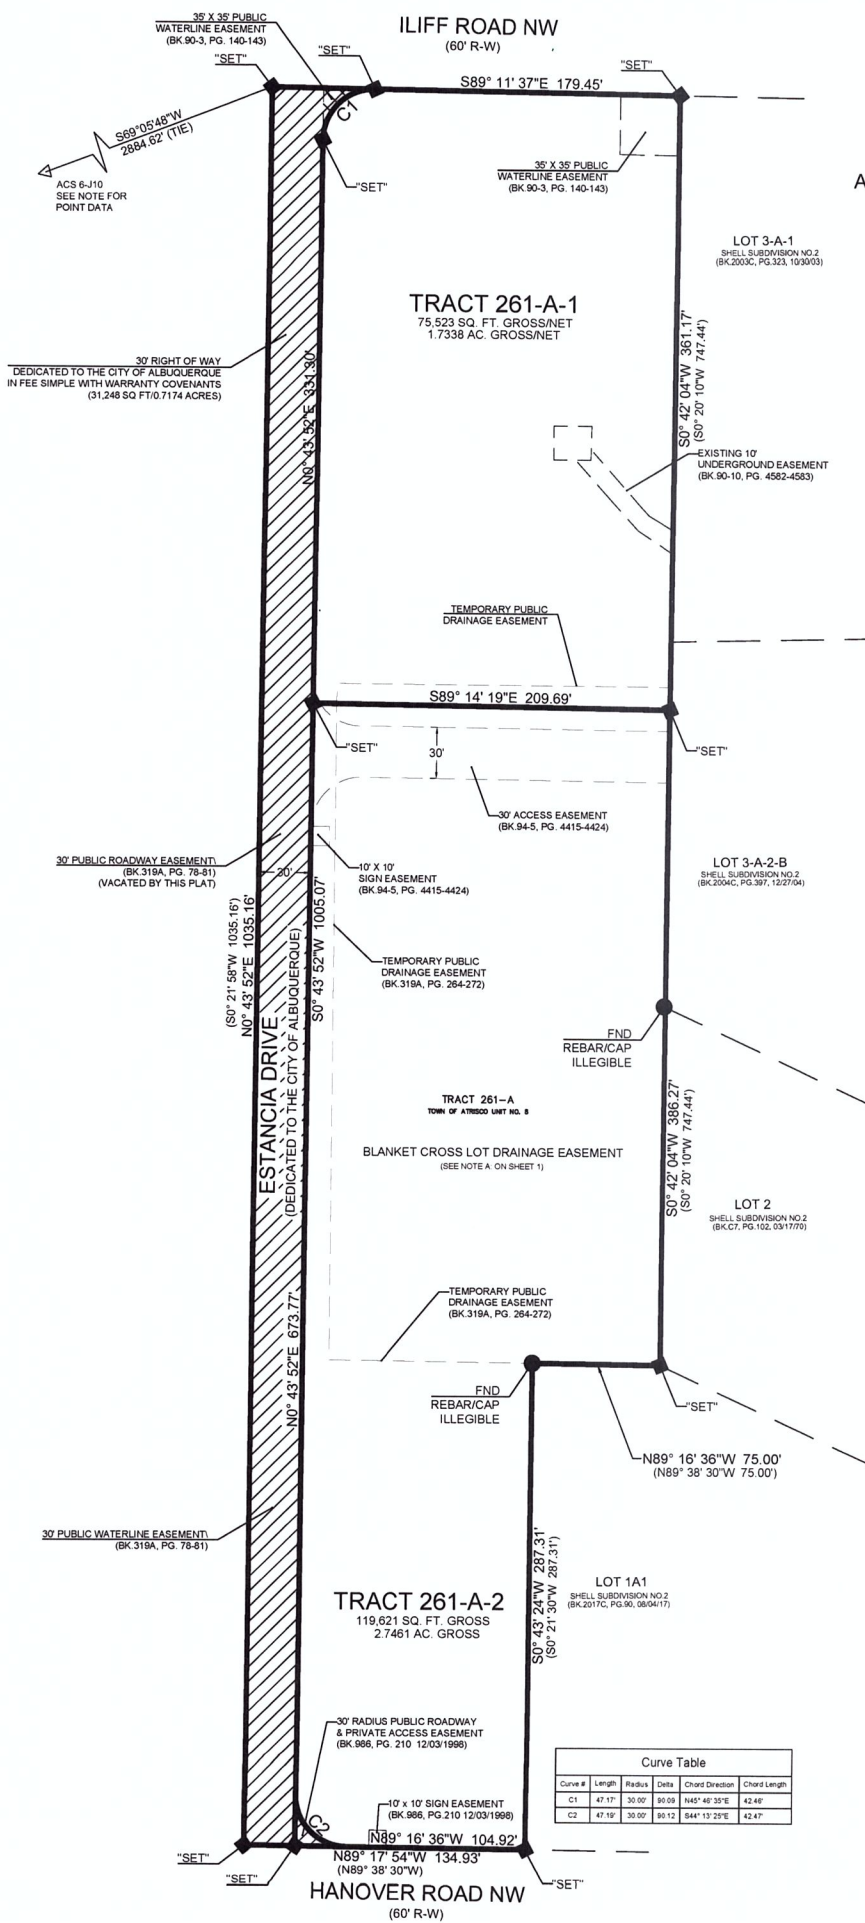 35' X 35' PUBLIC
WATERLINE EASEMENT
(BK.90-3, PG. 140-143)
ILIFF ROAD NW
(60' R-W)
"SET"
"SET"
"SET"
S89° 11' 37"E 179.45'
C1
S69°05'48"W
2884.62' (TIE)
ACS 6-J10
SEE NOTE FOR
POINT DATA
"SET"
35' X 35' PUBLIC
WATERLINE EASEMENT
(BK.90-3, PG. 140-143)
A
LOT 3-A-1
SHELL SUBDIVISION NO.2
(BK.2003C, PG.323, 10/30/03)
TRACT 261-A-1
75,523 SQ. FT. GROSS/NET
1.7338 AC. GROSS/NET
S0° 42' 04"W 361.17'
(S0° 20' 10"W 747.44')
30' RIGHT OF WAY
DEDICATED TO THE CITY OF ALBUQUERQUE
IN FEE SIMPLE WITH WARRANTY COVENANTS
(31,248 SQ FT/0.7174 ACRES)
N0° 43' 52"E 331.30'
EXISTING 10'
UNDERGROUND EASEMENT
(BK.90-10, PG. 4582-4583)
TEMPORARY PUBLIC
DRAINAGE EASEMENT
S89° 14' 19"E 209.69'
"SET"
"SET"
30'
30' ACCESS EASEMENT
(BK.94-5, PG. 4415-4424)
30' PUBLIC ROADWAY EASEMENT\
(BK.319A, PG. 78-81)
(VACATED BY THIS PLAT)
30'
10' X 10'
SIGN EASEMENT
(BK.94-5, PG. 4415-4424)
LOT 3-A-2-B
SHELL SUBDIVISION NO.2
(BK.2004C, PG.397, 12/27/04)
(S0° 21' 58"W 1035.16')
N0° 43' 52"E 1035.16'
S0° 43' 52"W 1005.07'
TEMPORARY PUBLIC
DRAINAGE EASEMENT
(BK.319A, PG. 264-272)
ESTANCIA DRIVE
(DEDICATED TO THE CITY OF ALBUQUERQUE)
FND
REBAR/CAP
ILLEGIBLE
TRACT 261-A
TOWN OF ATRISCO UNIT NO. 8
BLANKET CROSS LOT DRAINAGE EASEMENT
(SEE NOTE A. ON SHEET 1)
S0° 42' 04"W 386.27'
(S0° 20' 10"W 747.44')
LOT 2
SHELL SUBDIVISION NO.2
(BK.C7, PG.102, 03/17/70)
TEMPORARY PUBLIC
DRAINAGE EASEMENT
(BK.319A, PG. 264-272)
N0° 43' 52"E 673.77'
FND
REBAR/CAP
ILLEGIBLE
"SET"
N89° 16' 36"W 75.00'
(N89° 38' 30"W 75.00')
30' PUBLIC WATERLINE EASEMENT\
(BK.319A, PG. 78-81)
S0° 43' 24"W 287.31'
(S0° 21' 30"W 287.31')
LOT 1A1
SHELL SUBDIVISION NO.2
(BK.2017C, PG.90, 08/04/17)
TRACT 261-A-2
119,621 SQ. FT. GROSS
2.7461 AC. GROSS
30' RADIUS PUBLIC ROADWAY
& PRIVATE ACCESS EASEMENT
(BK.986, PG. 210 12/03/1998)
10' x 10' SIGN EASEMENT
(BK.986, PG.210 12/03/1998)
C2
N89° 16' 36"W 104.92'
N89° 17' 54"W 134.93'
(N89° 38' 30"W)
"SET"
"SET"
"SET"
HANOVER ROAD NW
(60' R-W)
Curve Table
Curve # Length Radius Delta Chord Direction Chord Length
C1 47.17' 30.00' 90.09 N45° 46' 35"E 42.46'
C2 47.19' 30.00' 90.12 S44° 13' 25"E 42.47'